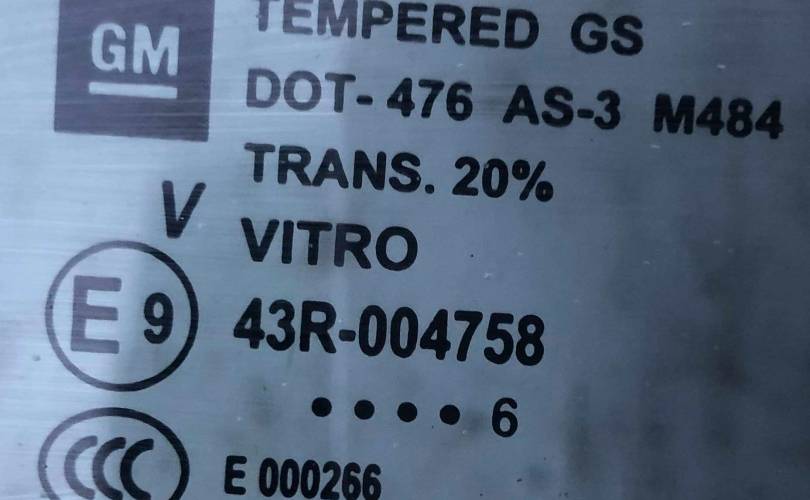 GM
TEMPERED GS
DOT-476 AS-3 M484
TRANS. 20%
V
VITRO
E 9
43R-004758
• • • • 6
CCC
E 000266